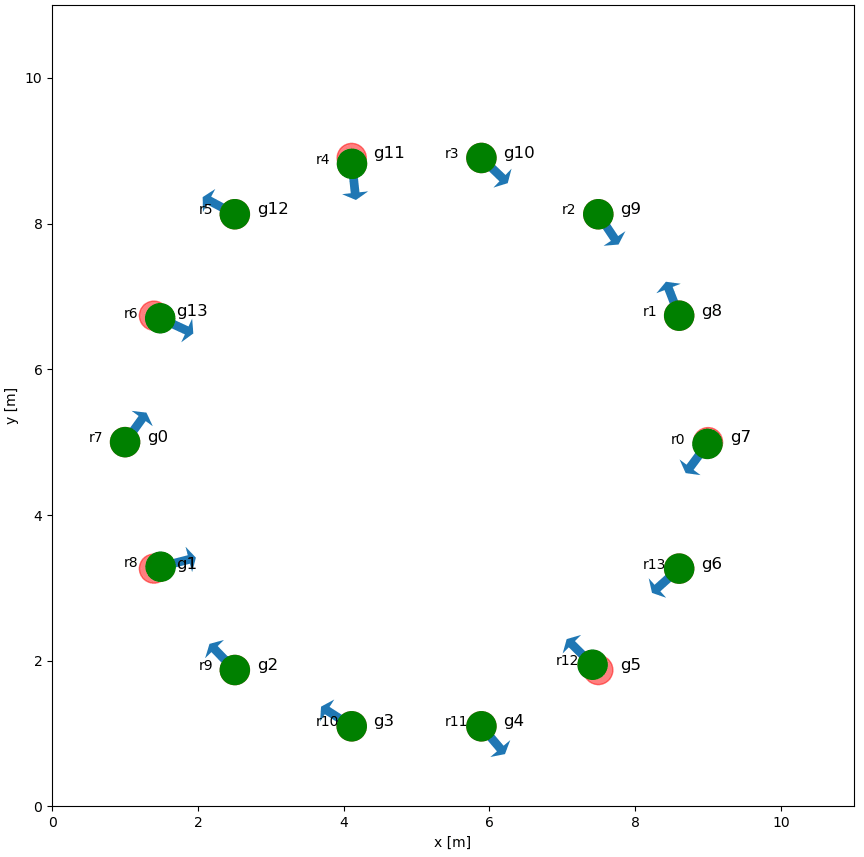 10
8
6
4
2
0
y [m]
r4 g11
r3 g10
r5 g12
r2 g9
r6 g13
r1 g8
r7 g0
r0 g7
r8 g1
r13 g6
r9 g2
r12 g5
r10 g3
r11 g4
0 2 4 6 8 10
x [m]